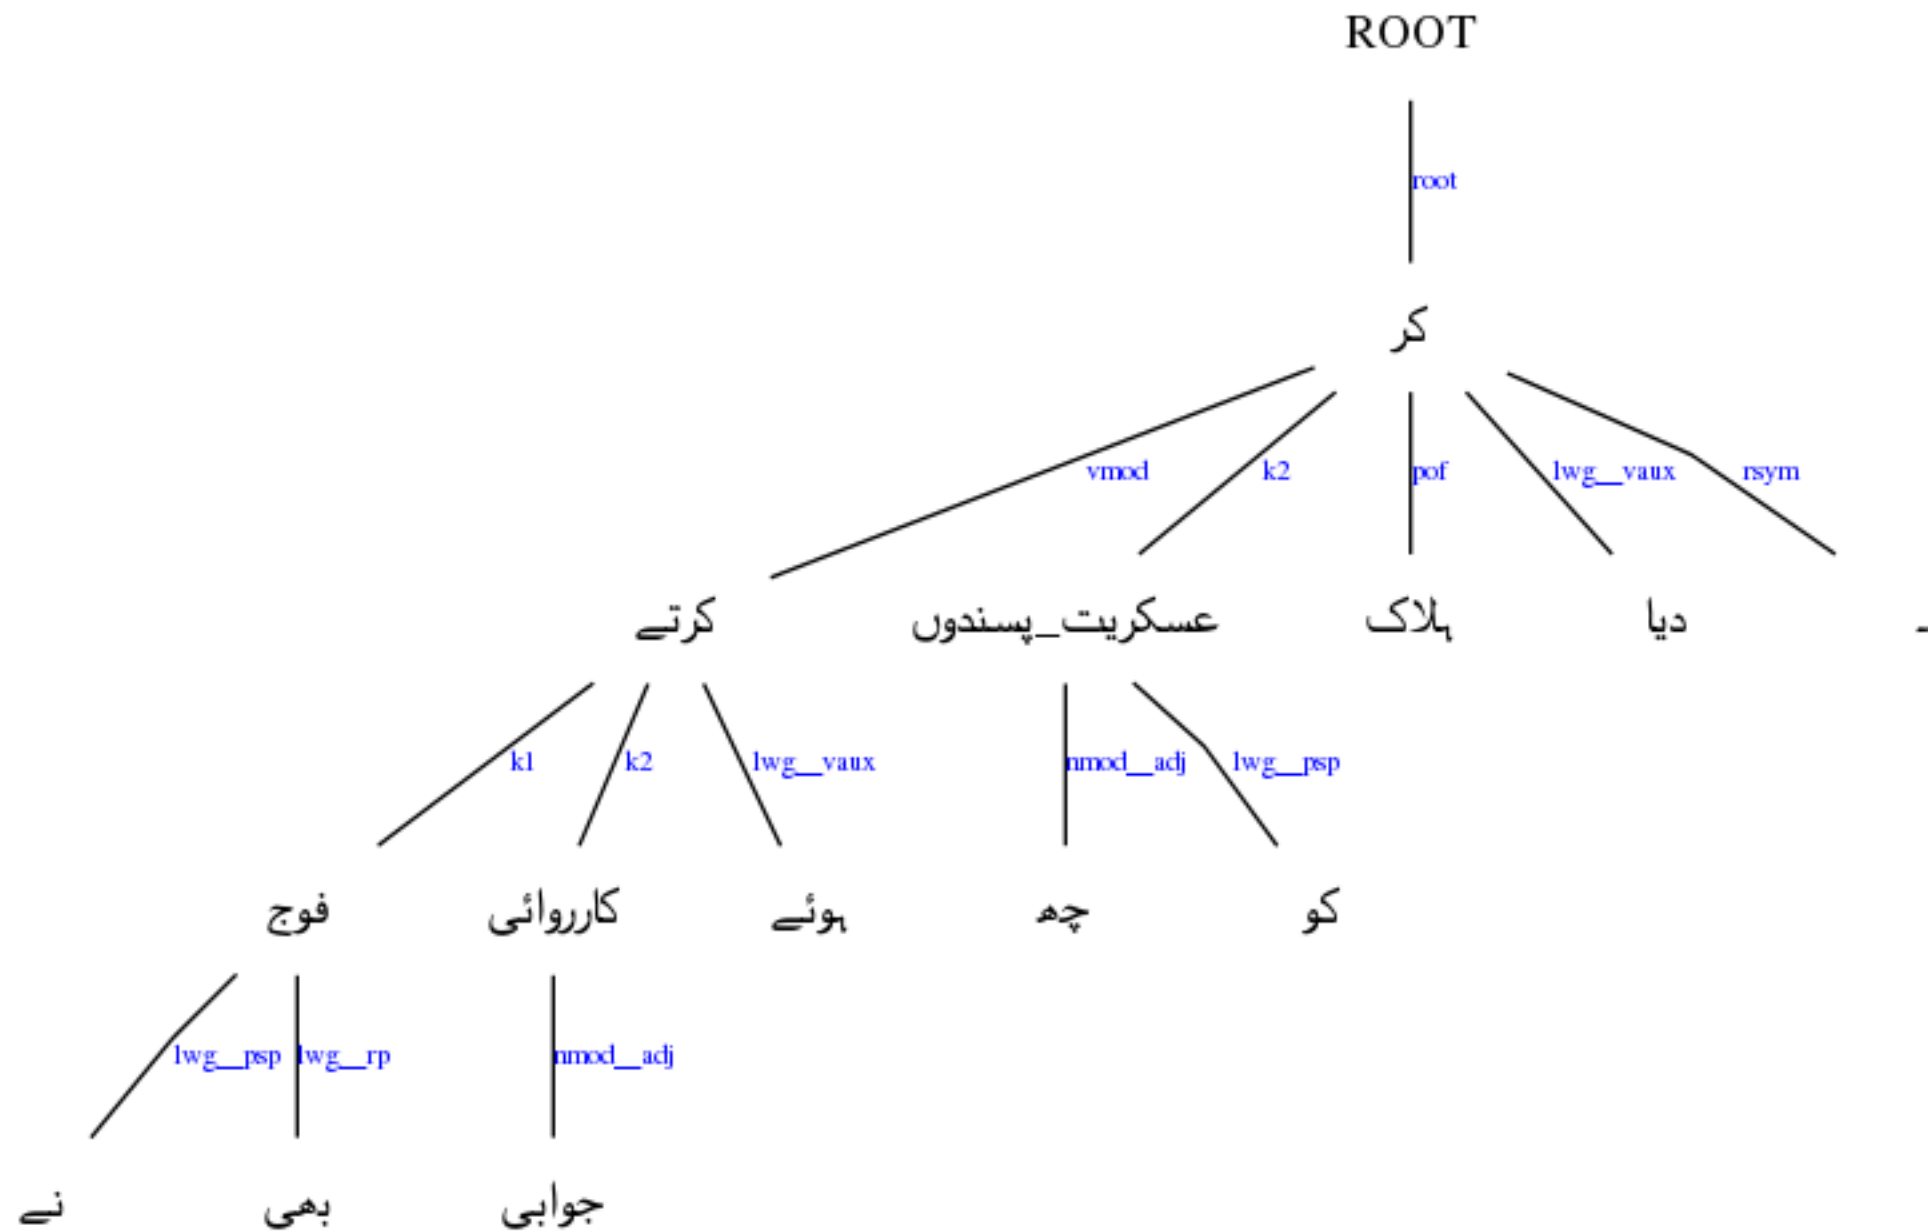 ROOT
root
کر
vmod k2 pof lwg__vaux rsym
کرتے عسکریت_پسندوں ہلاک دیا ۔
k1 k2 lwg__vaux nmod__adj lwg__psp
فوج کارروائی ہوئے چھ کو
lwg__psp lwg__rp nmod__adj
نے بھی جوابی